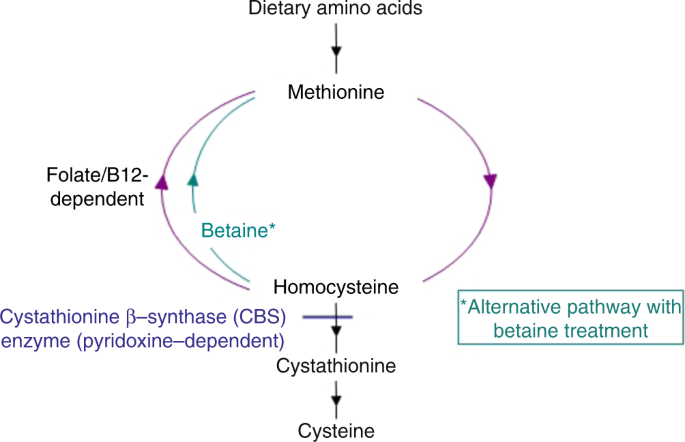 Dietary amino acids
Methionine
Folate/B12-
dependent
Betaine*
Homocysteine
Cystathionine β–synthase (CBS)
enzyme (pyridoxine–dependent)
*Alternative pathway with
betaine treatment
Cystathionine
Cysteine